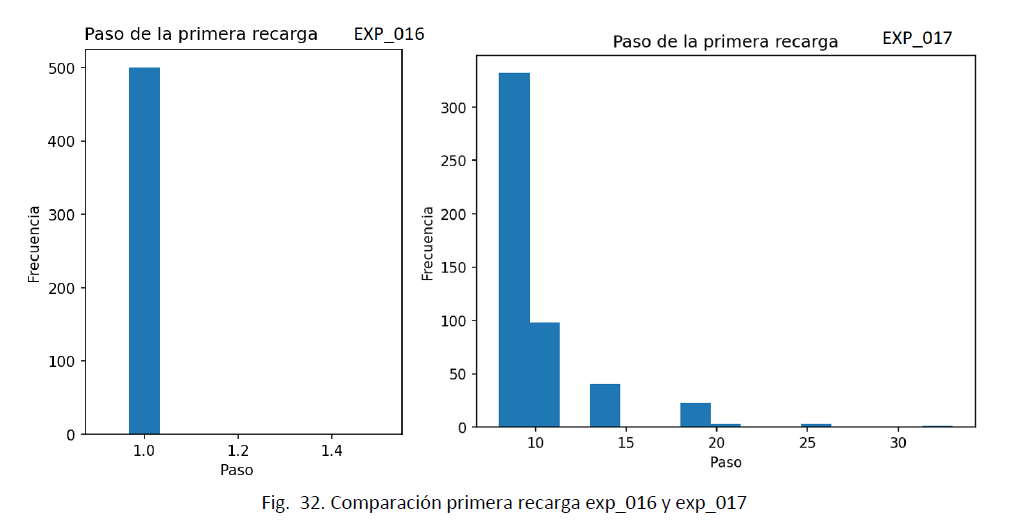 Paso de la primera recarga EXP_016
500
400
300
200
100
0
Frecuencia
1.0 1.2 1.4
Paso
Paso de la primera recarga EXP_017
300
250
200
150
100
50
0
Frecuencia
10 15 20 25 30
Paso
Fig. 32. Comparación primera recarga exp_016 y exp_017